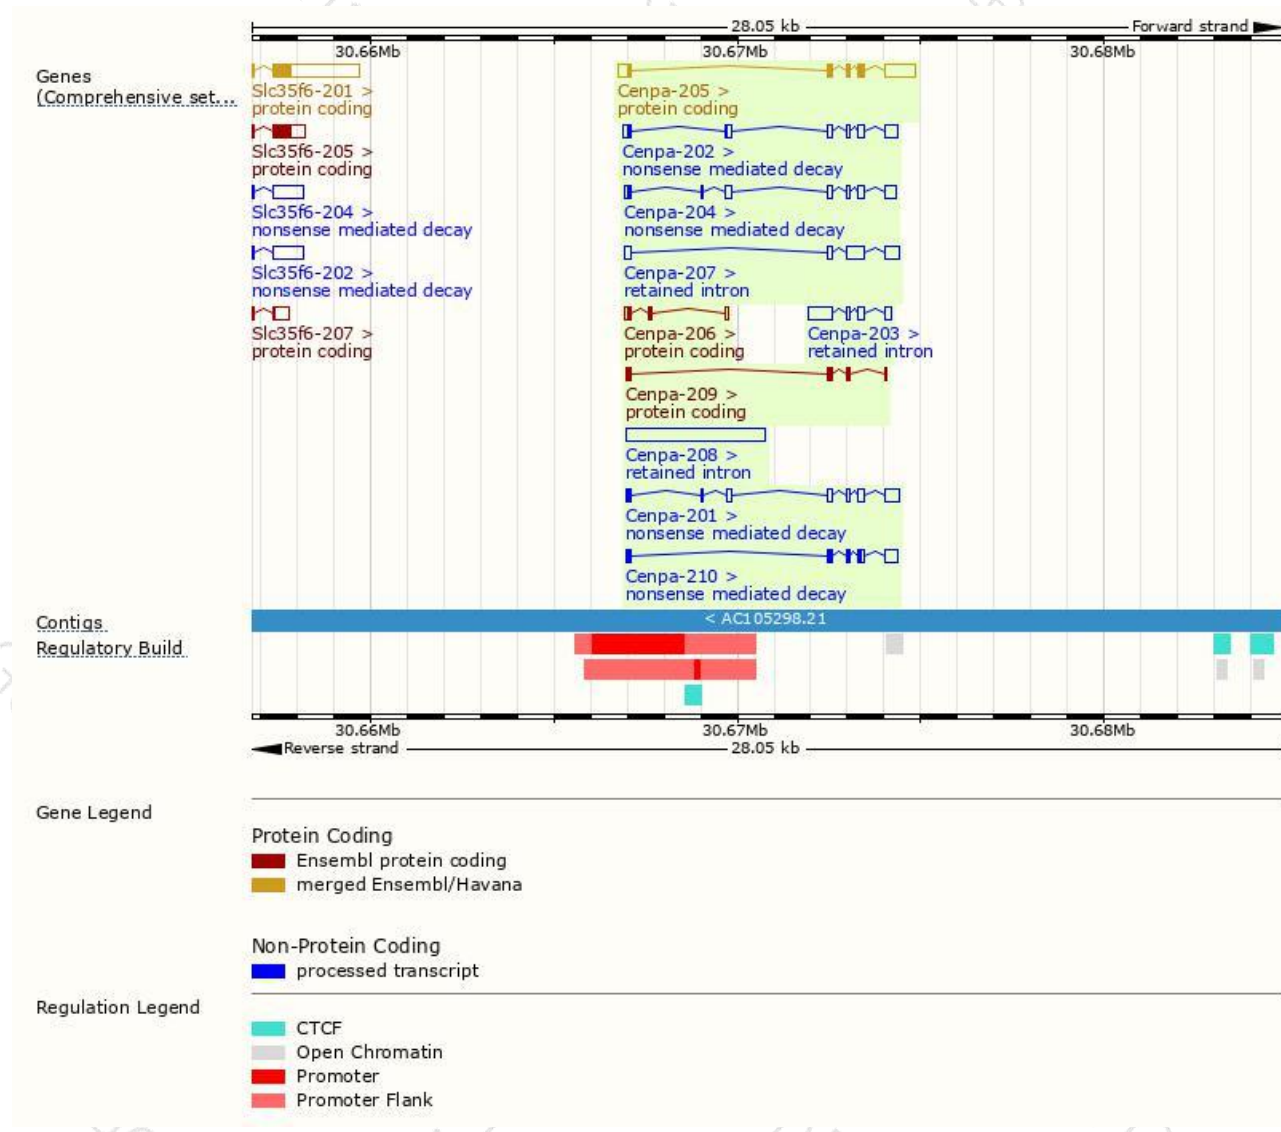 28.05 kb
Forward strand
30.66Mb 30.67Mb 30.68Mb
Genes
(Comprehensive set...
Slc35f6-201 >
protein coding
Cenpa-205 >
protein coding
Slc35f6-205 >
protein coding
Cenpa-202 >
nonsense mediated decay
Slc35f6-204 >
nonsense mediated decay
Cenpa-204 >
nonsense mediated decay
Slc35f6-202 >
nonsense mediated decay
Cenpa-207 >
retained intron
Slc35f6-207 >
protein coding
Cenpa-206 >
protein coding
Cenpa-203 >
retained intron
Cenpa-209 >
protein coding
Cenpa-208 >
retained intron
Cenpa-201 >
nonsense mediated decay
Cenpa-210 >
nonsense mediated decay
Contigs
< AC105298.21
Regulatory Build
30.66Mb 30.67Mb 30.68Mb
Reverse strand
28.05 kb
Gene Legend
Protein Coding
Ensembl protein coding
merged Ensembl/Havana
Non-Protein Coding
processed transcript
Regulation Legend
CTCF
Open Chromatin
Promoter
Promoter Flank